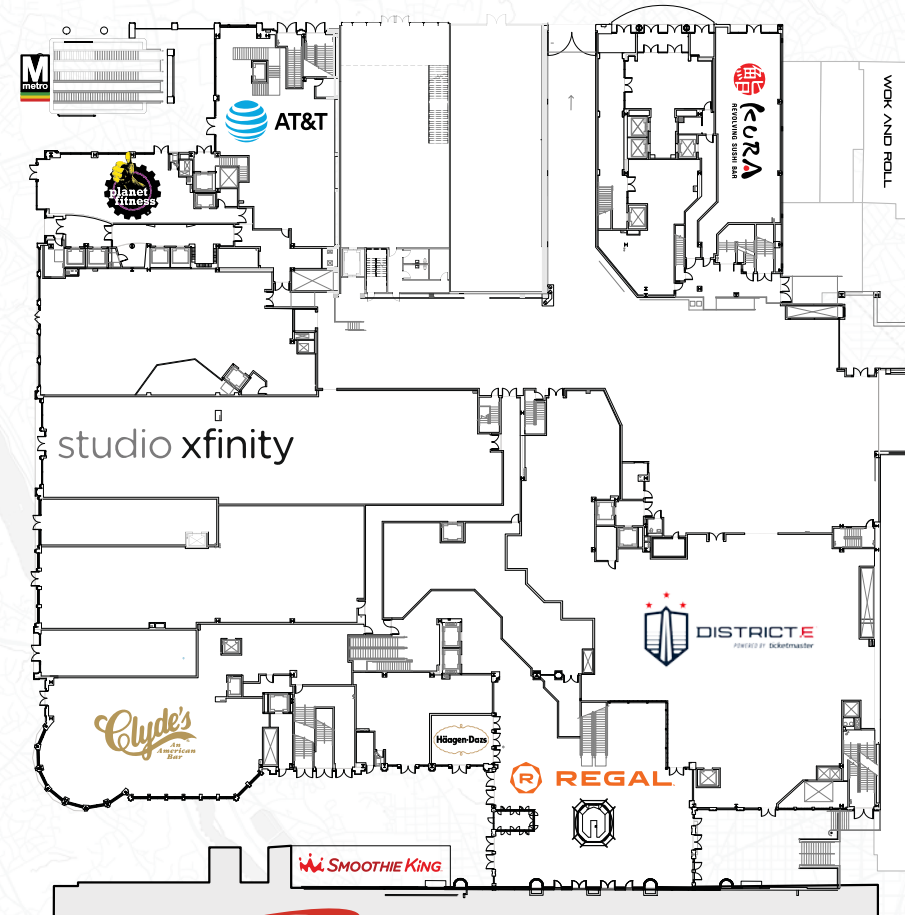 M
metro
AT&T
KURA
REVOLVING SUSHI BAR
WOK AND ROLL
planet
fitness
studio xfinity
DISTRICT E
POWERED BY ticketmaster
Clyde's
An
American
Bar
Häagen-Dazs
R REGAL
SMOOTHIE KING